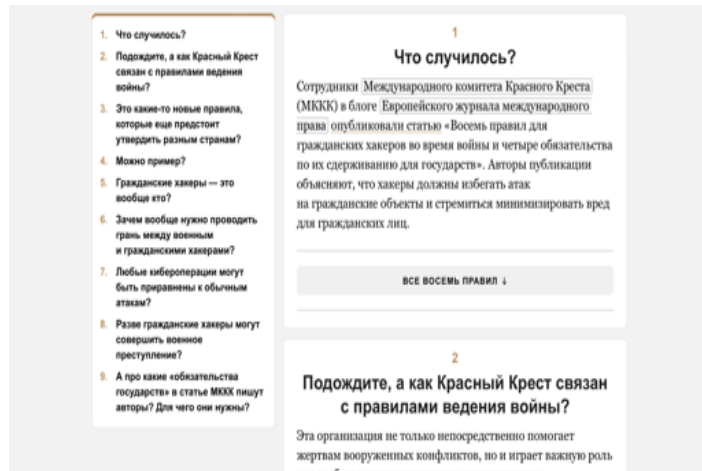 1. Что случилось?
2. Подождите, а как Красный Крест
связан с правилами ведения
войны?
3. Это какие-то новые правила,
которые еще предстоит
утвердить разным странам?
4. Можно пример?
5. Гражданские хакеры — это
вообще кто?
6. Зачем вообще нужно проводить
грань между военным
и гражданскими хакерами?
7. Любые кибероперации могут
быть приравнены к обычным
атакам?
8. Разве гражданские хакеры могут
совершить военное
преступление?
9. А про какие «обязательства
государств» в статье МККК пишут
авторы? Для чего они нужны?
1
Что случилось?
Сотрудники Международного комитета Красного Креста
(МККК) в блоге Европейского журнала международного
права опубликовали статью «Восемь правил для
гражданских хакеров во время войны и четыре обязательства
по их сдерживанию для государств». Авторы публикации
объясняют, что хакеры должны избегать атак
на гражданские объекты и стремиться минимизировать вред
для гражданских лиц.
ВСЕ ВОСЕМЬ ПРАВИЛ ↓
2
Подождите, а как Красный Крест связан
с правилами ведения войны?
Эта организация не только непосредственно помогает
жертвам вооруженных конфликтов, но и играет важную роль